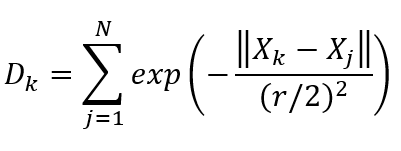 D_k = \sum_{j=1}^{N} exp\left(-\frac{\|X_k - X_j\|}{(r/2)^2}\right)